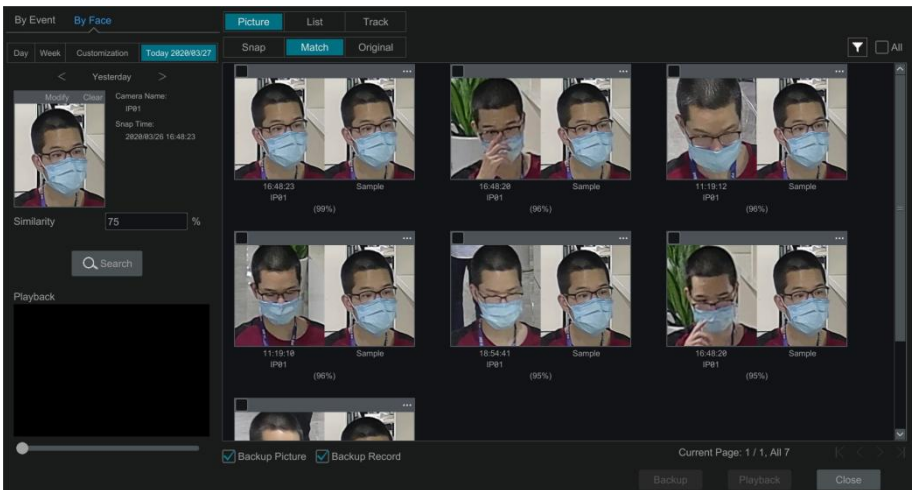 By Event By Face
Picture List Track
Day Week Customization Today 2020/03/27
Snap Match Original
All
< Yesterday >
Modify Clear
Camera Name:
IP01
Snap Time:
2020/03/26 16:48:23
Similarity 75 %
Search
Playback
16:48:23 Sample
IP01
(99%)
16:48:20 Sample
IP01
(96%)
11:19:12 Sample
IP01
(96%)
11:19:10 Sample
IP01
(96%)
18:54:41 Sample
IP01
(95%)
16:48:20 Sample
IP01
(95%)
Backup Picture Backup Record
Current Page: 1 / 1, All 7
Backup Playback Close